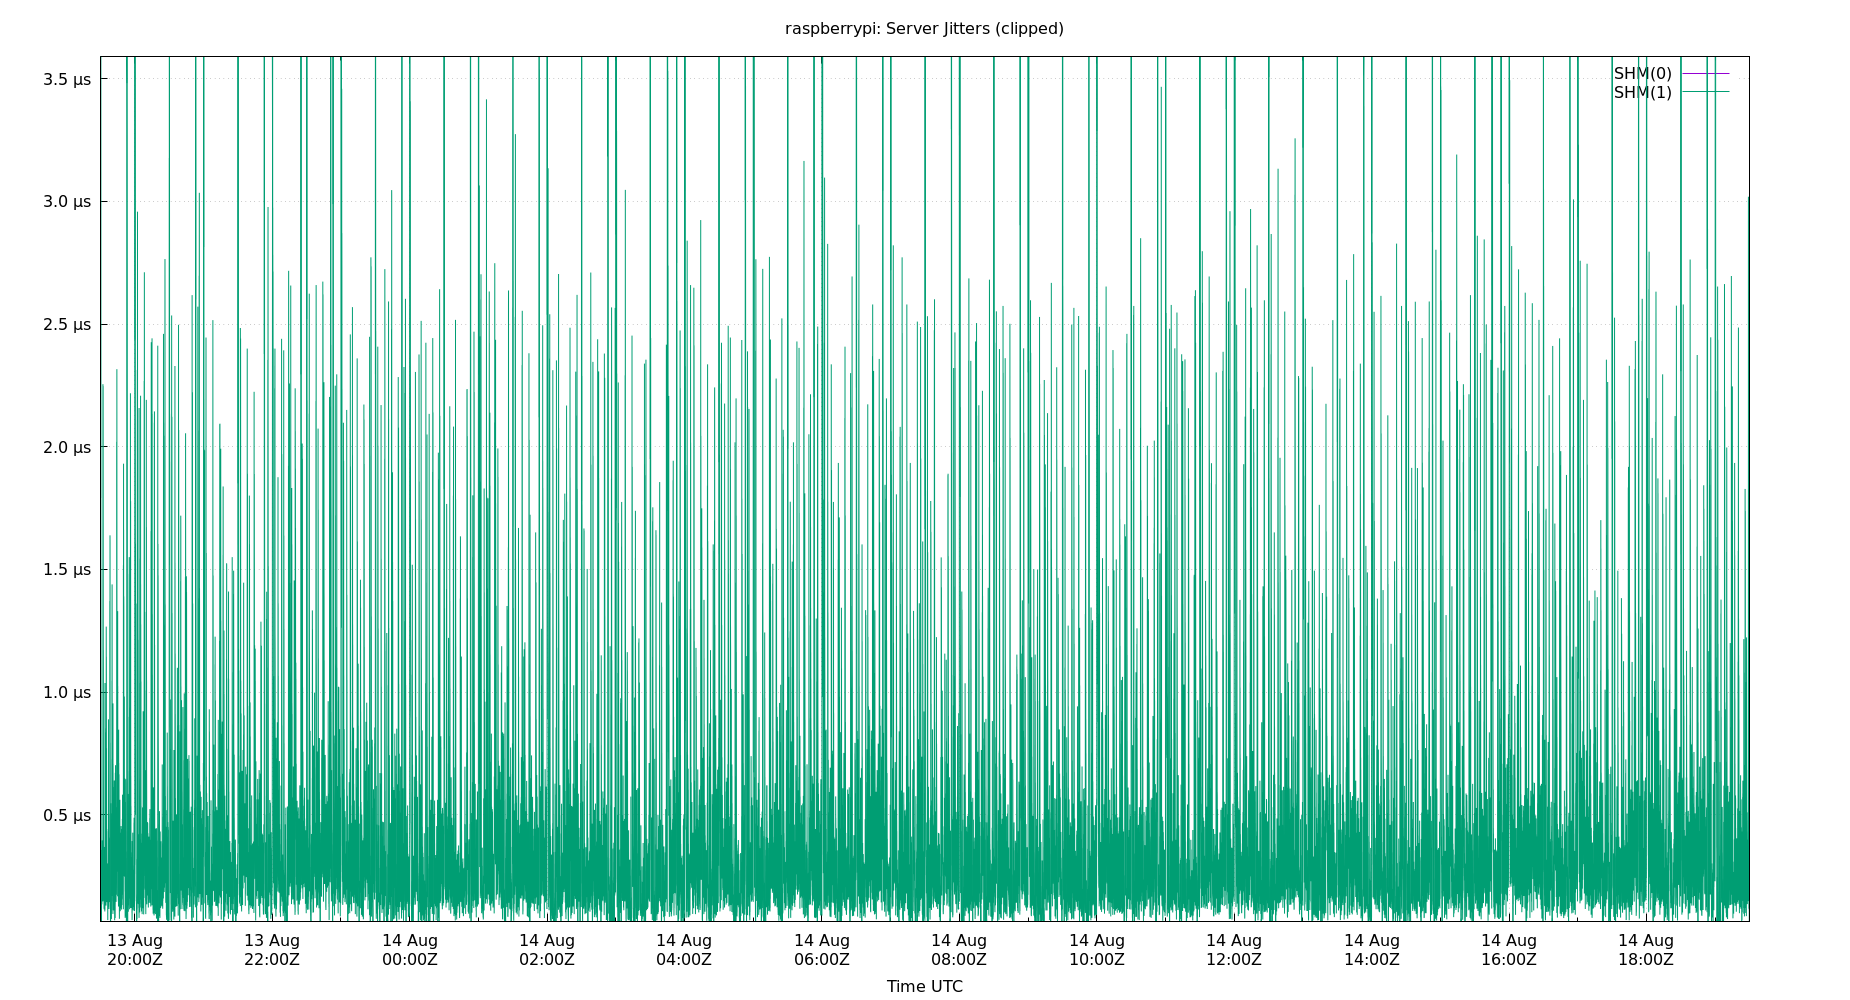 raspberrypi: Server Jitters (clipped)
SHM(0)
SHM(1)
3.5 µs
3.0 µs
2.5 µs
2.0 µs
1.5 µs
1.0 µs
0.5 µs
13 Aug 13 Aug 14 Aug 14 Aug 14 Aug 14 Aug 14 Aug 14 Aug 14 Aug 14 Aug 14 Aug 14 Aug
20:00Z 22:00Z 00:00Z 02:00Z 04:00Z 06:00Z 08:00Z 10:00Z 12:00Z 14:00Z 16:00Z 18:00Z
Time UTC